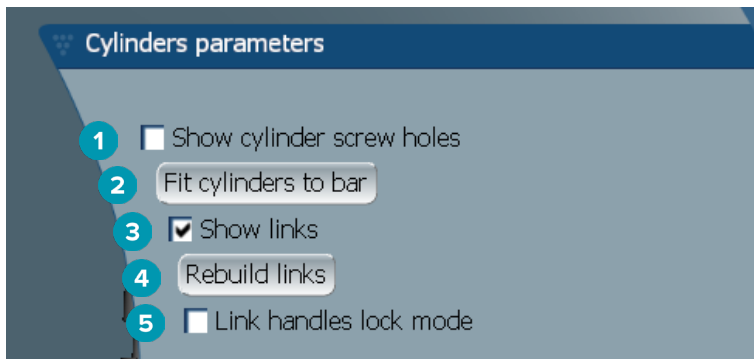 Cylinders parameters
1 Show cylinder screw holes
2 Fit cylinders to bar
3 Show links
4 Rebuild links
5 Link handles lock mode